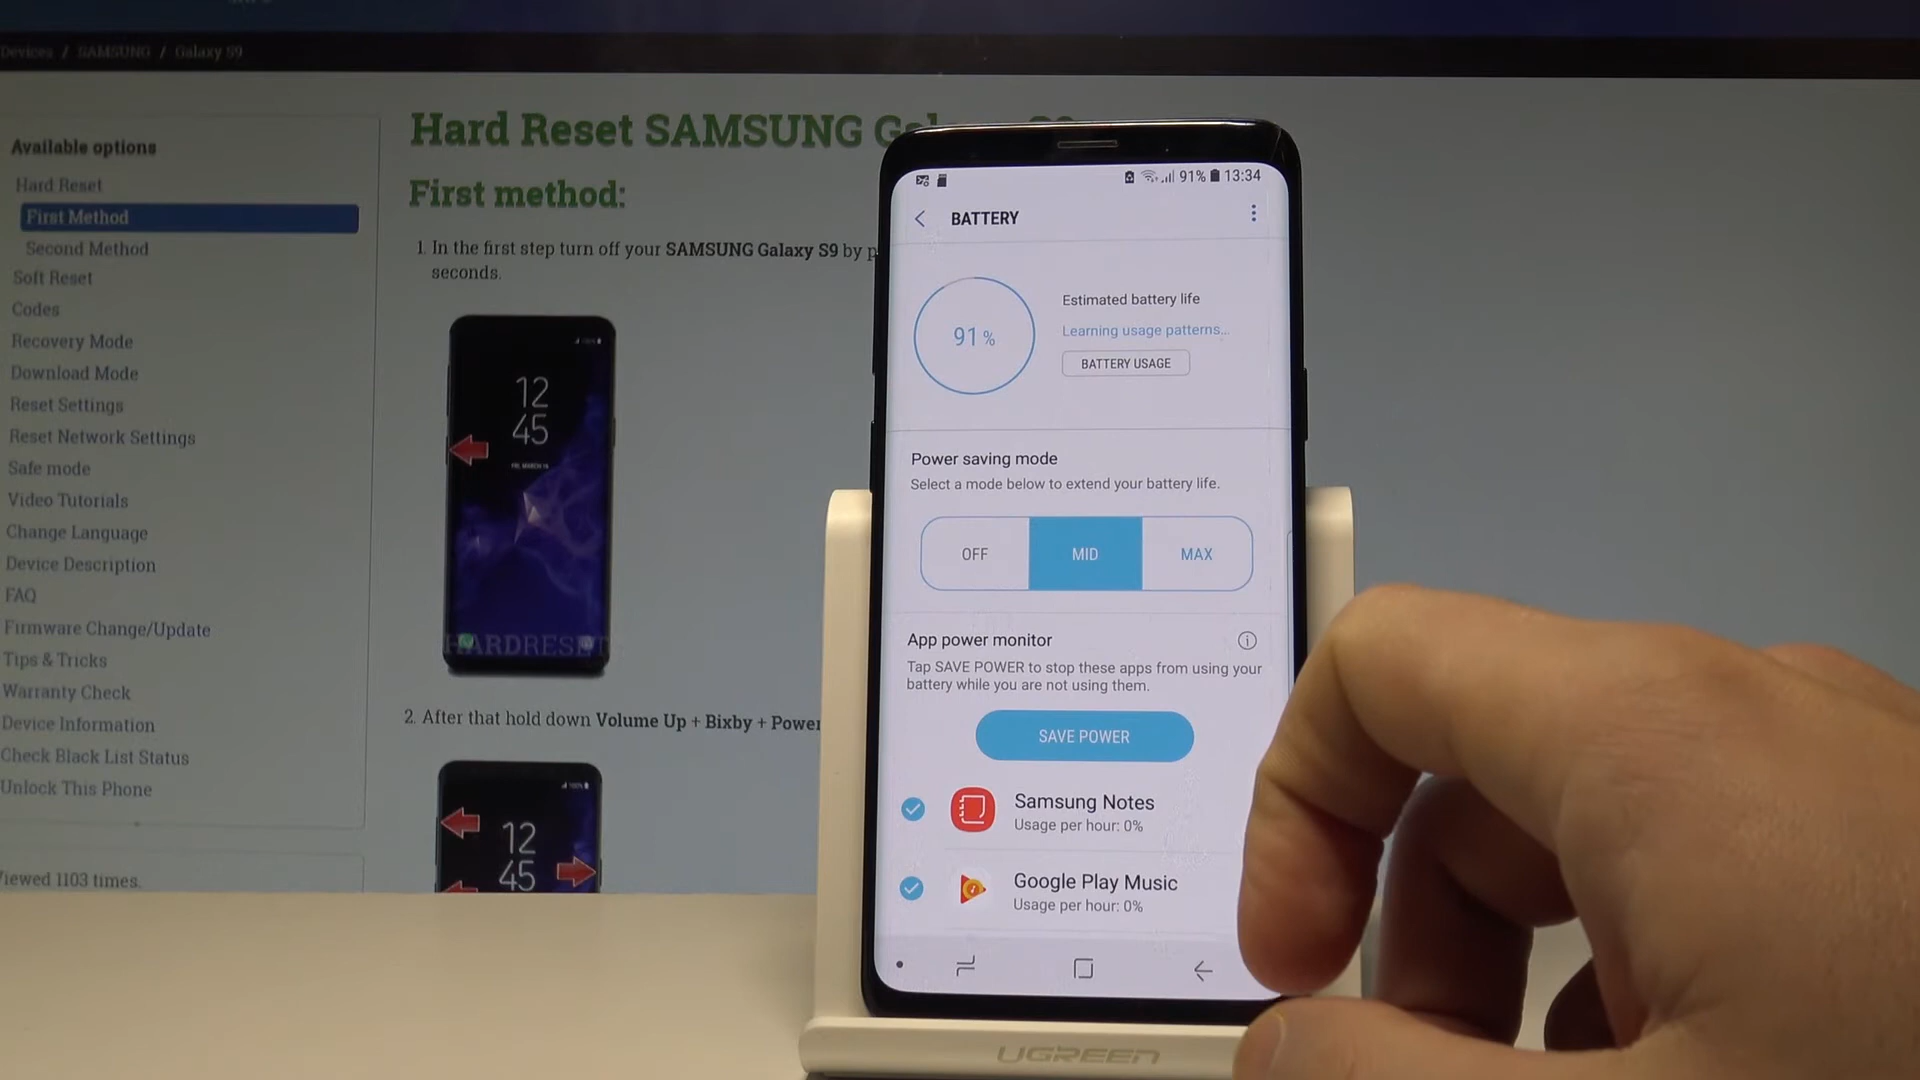 Devices / SAMSUNG / Galaxy S9
Available options
Hard Reset
First Method
Second Method
Soft Reset
Codes
Recovery Mode
Download Mode
Reset Settings
Reset Network Settings
Safe mode
Video Tutorials
Change Language
Device Description
FAQ
Firmware Change/Update
Tips & Tricks
Warranty Check
Device Information
Check Black List Status
Unlock This Phone
iewed 1103 times.
Hard Reset SAMSUNG G
First method:
1. In the first step turn off your SAMSUNG Galaxy S9 by p
seconds.
12
45
HARDRESET
2. After that hold down Volume Up + Bixby + Power
12
45
91% 13:34
BATTERY
91%
Estimated battery life
Learning usage patterns...
BATTERY USAGE
Power saving mode
Select a mode below to extend your battery life.
OFF MID MAX
App power monitor
Tap SAVE POWER to stop these apps from using your
battery while you are not using them.
SAVE POWER
Samsung Notes
Usage per hour: 0%
Google Play Music
Usage per hour: 0%
UGREEN